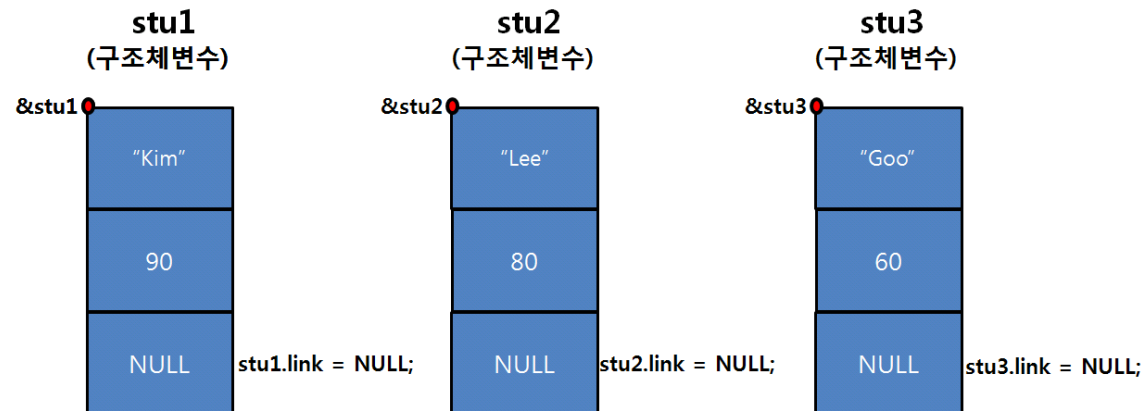 stu1
(구조체변수)
stu2
(구조체변수)
stu3
(구조체변수)
&stu1
&stu2
&stu3
"Kim"
"Lee"
"Goo"
90
80
60
NULL
stu1.link = NULL;
NULL
stu2.link = NULL;
NULL
stu3.link = NULL;